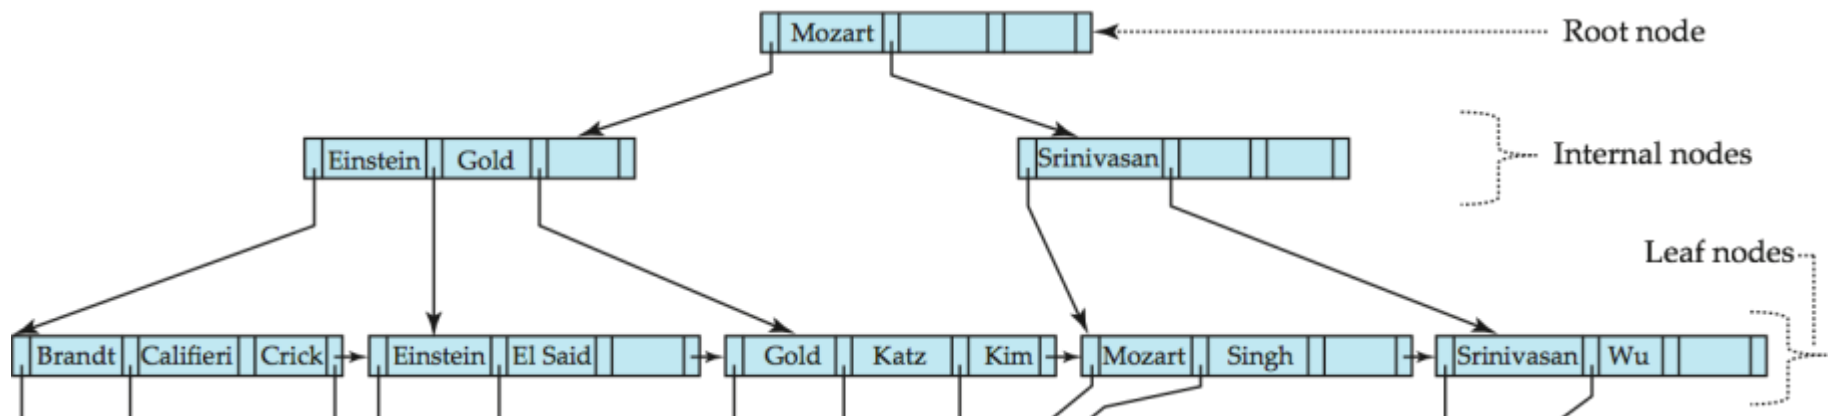 Mozart
Root node
Einstein Gold
Srinivasan
Internal nodes
Leaf nodes
Brandt Califieri Crick
Einstein El Said
Gold Katz Kim
Mozart Singh
Srinivasan Wu